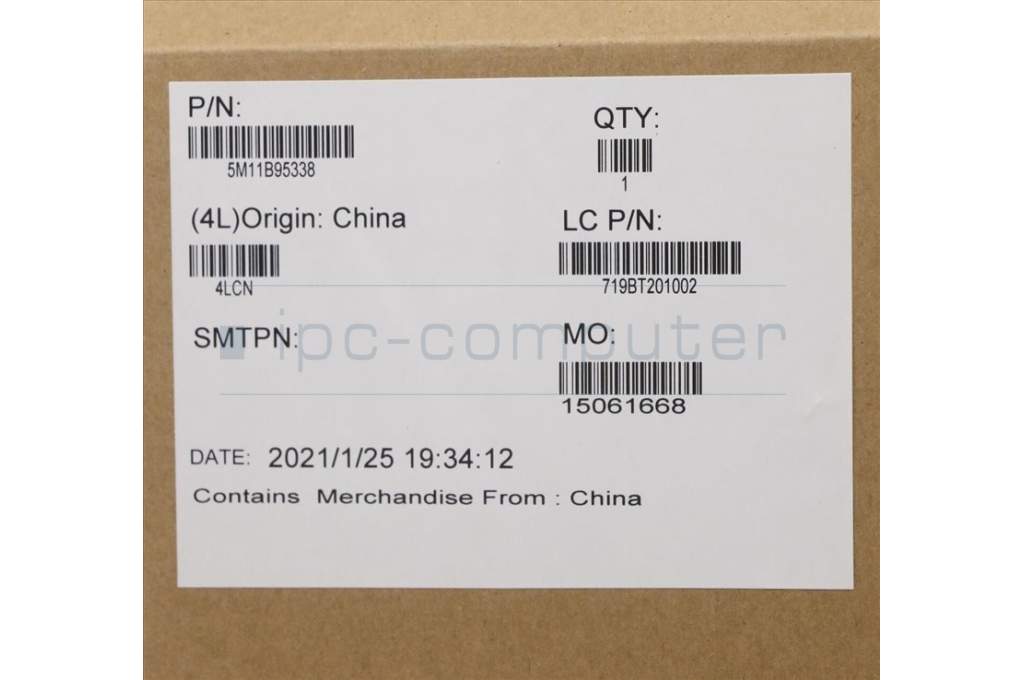 P/N:
5M11B95338
QTY:
1
(4L)Origin: China
4LCN
LC P/N:
719BT201002
SMTPN:
MO:
15061668
ipc-computer
DATE: 2021/1/25 19:34:12
Contains Merchandise From : China